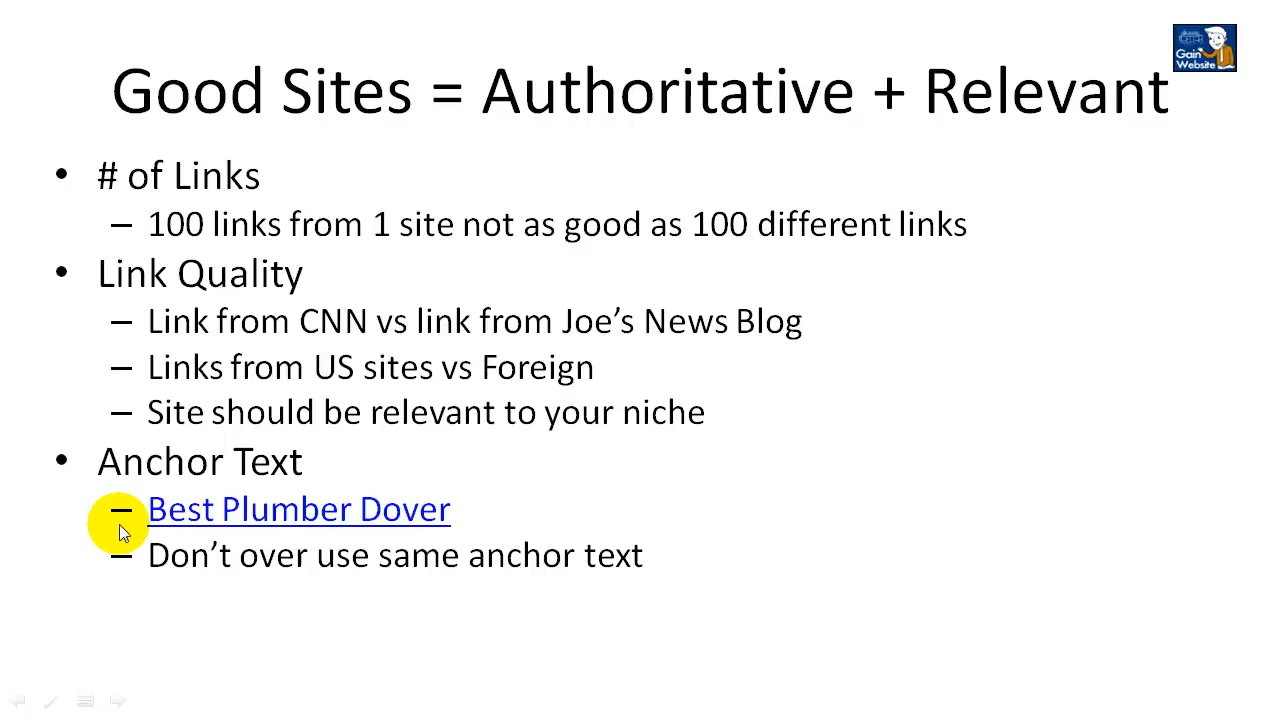 Gain
Website
Good Sites = Authoritative + Relevant
• # of Links
– 100 links from 1 site not as good as 100 different links
• Link Quality
– Link from CNN vs link from Joe’s News Blog
– Links from US sites vs Foreign
– Site should be relevant to your niche
• Anchor Text
– Best Plumber Dover
– Don’t over use same anchor text